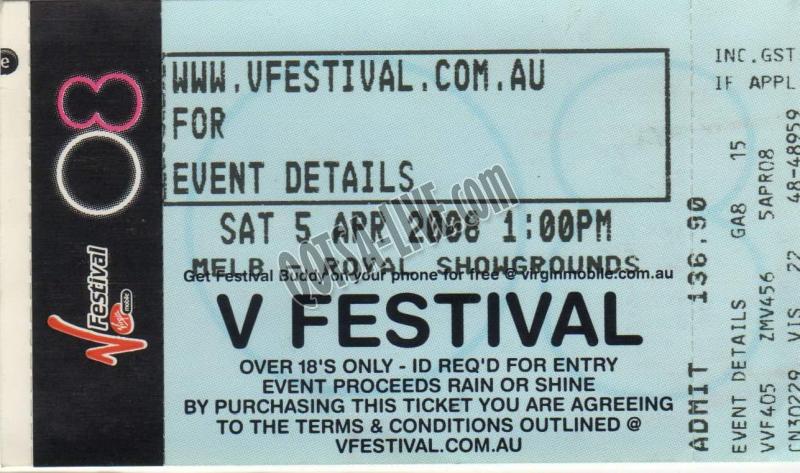 08
V Festival
Virgin mobile
WWW.VFESTIVAL.COM.AU
FOR
EVENT DETAILS
SAT 5 APR 2008 1:00PM
MELB - ROYAL SHOWGROUNDS
Get Festival Buddy on your phone for free @ virginmobile.com.au
V FESTIVAL
OVER 18'S ONLY - ID REQ'D FOR ENTRY
EVENT PROCEEDS RAIN OR SHINE
BY PURCHASING THIS TICKET YOU ARE AGREEING
TO THE TERMS & CONDITIONS OUTLINED @
VFESTIVAL.COM.AU
QOTSA-LIVE.com
INC.GST
IF APPL
ADMIT 136.90
EVENT DETAILS GA8 15
VVF405 ZMV456 5APR08
CN30229 VIS 22 48-48959